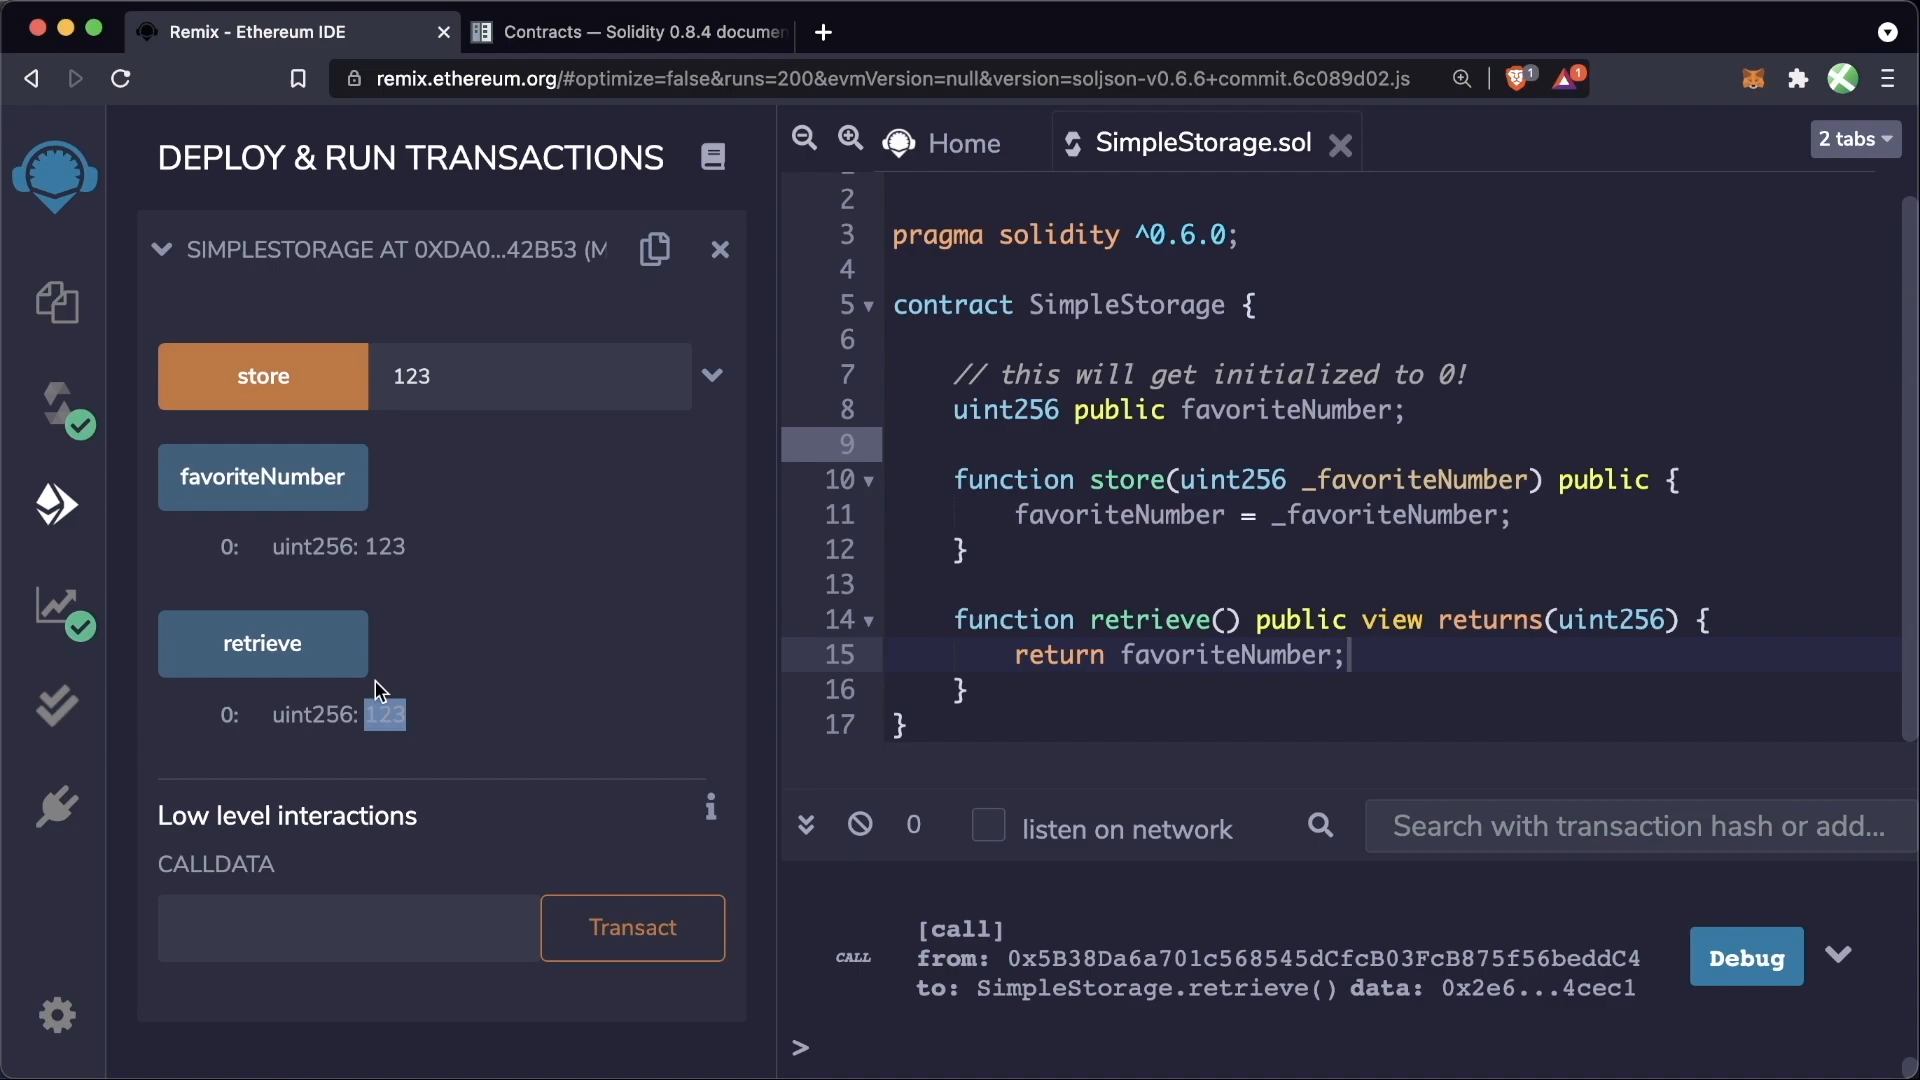 Remix - Ethereum IDE
Contracts — Solidity 0.8.4 documen
remix.ethereum.org/#optimize=false&runs=200&evmVersion=null&version=soljson-v0.6.6+commit.6c089d02.js
1
1
DEPLOY & RUN TRANSACTIONS
SIMPLESTORAGE AT 0XDA0...42B53 (M
store
123
favoriteNumber
0: uint256: 123
retrieve
0: uint256: 123
Low level interactions
CALLDATA
Transact
Home
SimpleStorage.sol
2 tabs
2
3 pragma solidity ^0.6.0;
4
5 contract SimpleStorage {
6
7 // this will get initialized to 0!
8 uint256 public favoriteNumber;
9
10 function store(uint256 _favoriteNumber) public {
11 favoriteNumber = _favoriteNumber;
12 }
13
14 function retrieve() public view returns(uint256) {
15 return favoriteNumber;
16 }
17 }
0
listen on network
Search with transaction hash or add...
CALL
[call]
from: 0x5B38Da6a701c568545dCfcB03FcB875f56beddC4
to: SimpleStorage.retrieve() data: 0x2e6...4cec1
Debug
>